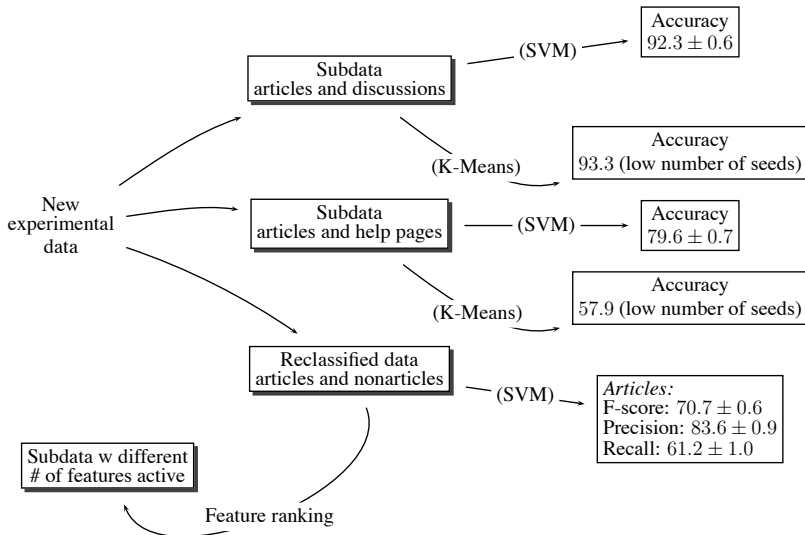 Accuracy
92.3 ± 0.6
(SVM)
Subdata
articles and discussions
(K-Means)
Accuracy
93.3 (low number of seeds)
New
experimental
data
Subdata
articles and help pages
(SVM)
Accuracy
79.6 ± 0.7
(K-Means)
Accuracy
57.9 (low number of seeds)
Reclassified data
articles and nonarticles
(SVM)
Articles:
F-score: 70.7 ± 0.6
Precision: 83.6 ± 0.9
Recall: 61.2 ± 1.0
Subdata w different
# of features active
Feature ranking